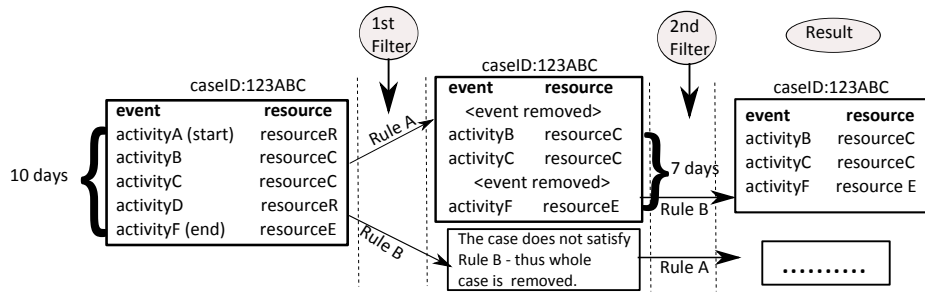 1st
Filter
2nd
Filter
Result
caseID:123ABC
event resource
activityA (start) resourceR
activityB resourceC
activityC resourceC
activityD resourceR
activityF (end) resourceE
10 days
Rule A
Rule B
caseID:123ABC
event resource
<event removed>
activityB resourceC
activityC resourceC
<event removed>
activityF resourceE
7 days
The case does not satisfy
Rule B - thus whole
case is removed.
Rule B
Rule A
caseID:123ABC
event resource
activityB resourceC
activityC resourceC
activityF resource E
..........